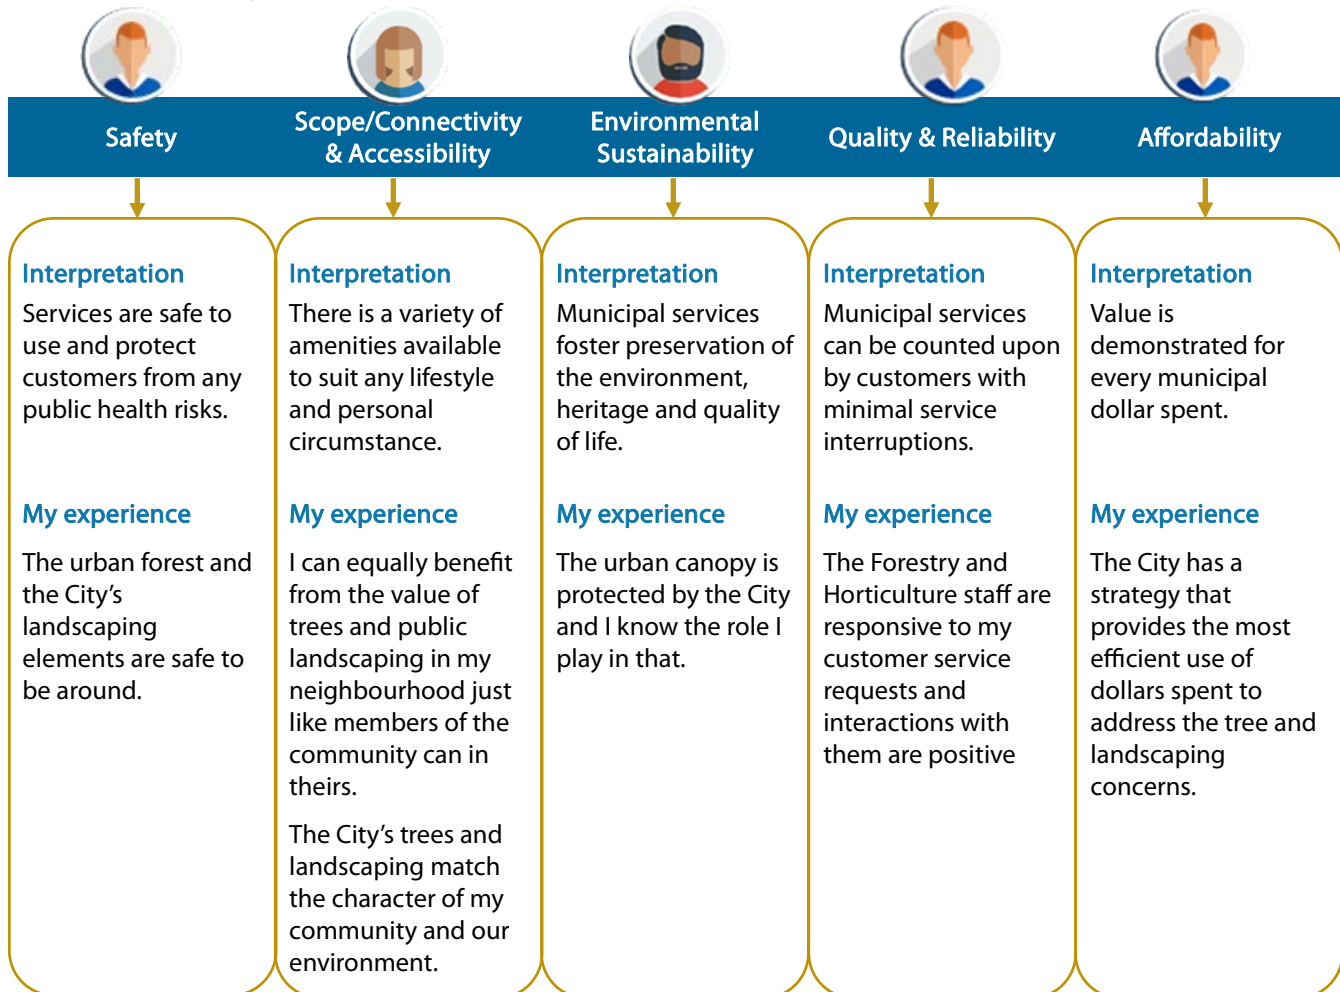 Safety
Scope/Connectivity
& Accessibility
Environmental
Sustainability
Quality & Reliability
Affordability
Interpretation
Services are safe to
use and protect
customers from any
public health risks.
My experience
The urban forest and
the City’s
landscaping
elements are safe to
be around.
Interpretation
There is a variety of
amenities available
to suit any lifestyle
and personal
circumstance.
My experience
I can equally benefit
from the value of
trees and public
landscaping in my
neighbourhood just
like members of the
community can in
theirs.
The City’s trees and
landscaping match
the character of my
community and our
environment.
Interpretation
Municipal services
foster preservation of
the environment,
heritage and quality
of life.
My experience
The urban canopy is
protected by the City
and I know the role I
play in that.
Interpretation
Municipal services
can be counted upon
by customers with
minimal service
interruptions.
My experience
The Forestry and
Horticulture staff are
responsive to my
customer service
requests and
interactions with
them are positive
Interpretation
Value is
demonstrated for
every municipal
dollar spent.
My experience
The City has a
strategy that
provides the most
efficient use of
dollars spent to
address the tree and
landscaping
concerns.